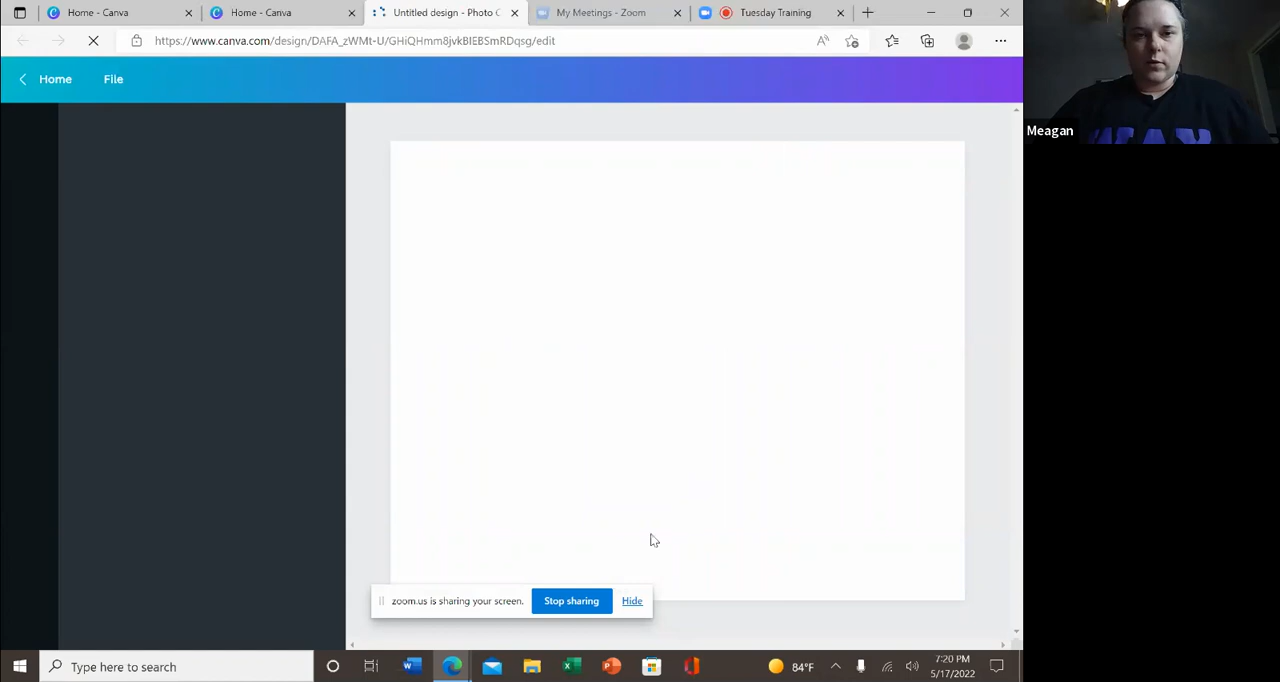 Home - Canva
Home - Canva
Untitled design - Photo C
My Meetings - Zoom
Tuesday Training
https://www.canva.com/design/DAFA_zWMt-U/GHiQHmm8jvkBIEBSmRDqsg/edit
Home
File
Meagan
zoom.us is sharing your screen.
Stop sharing
Hide
Type here to search
84°F
7:20 PM
5/17/2022